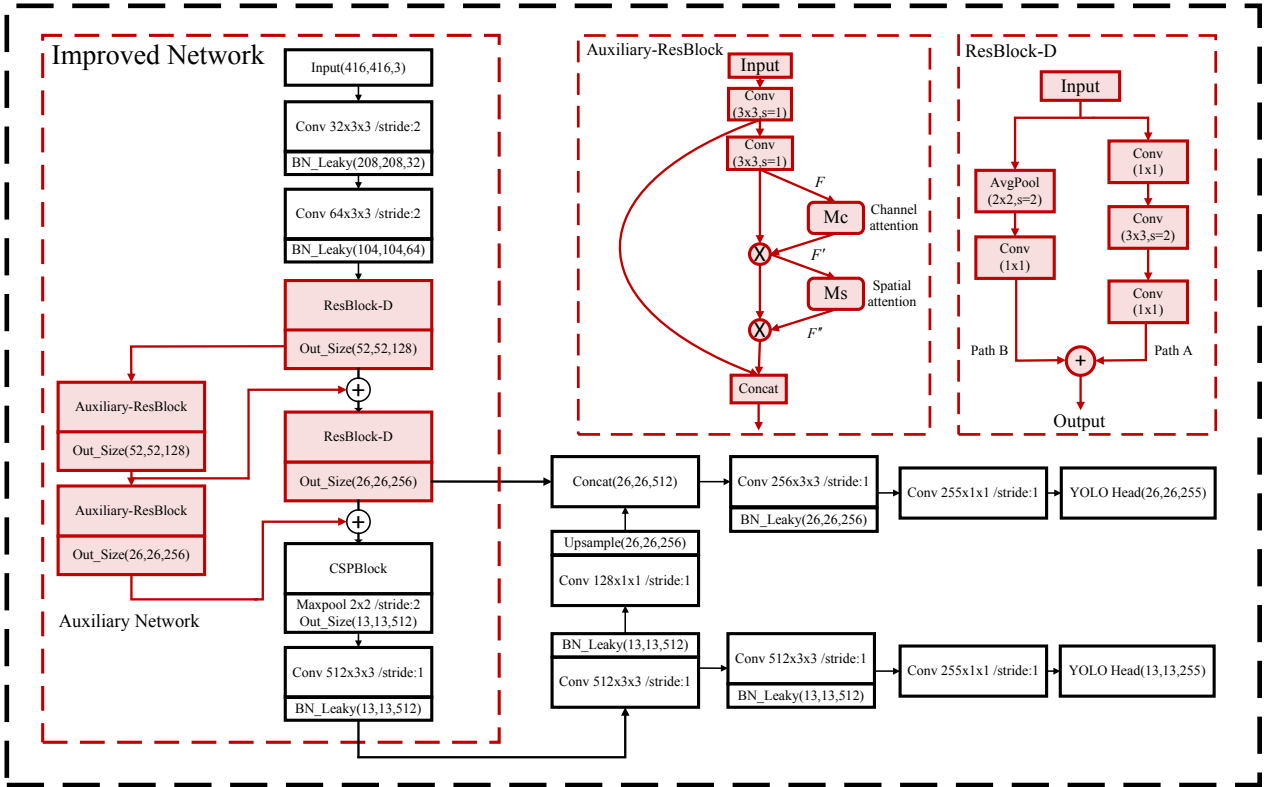 Improved Network
Input(416,416,3)
Conv 32x3x3 /stride:2
BN_Leaky(208,208,32)
Conv 64x3x3 /stride:2
BN_Leaky(104,104,64)
ResBlock-D
Out_Size(52,52,128)
+
Auxiliary-ResBlock
Out_Size(52,52,128)
ResBlock-D
Out_Size(26,26,256)
Auxiliary-ResBlock
Out_Size(26,26,256)
+
CSPBlock
Maxpool 2x2 /stride:2
Out_Size(13,13,512)
Auxiliary Network
Conv 512x3x3 /stride:1
BN_Leaky(13,13,512)
Auxiliary-ResBlock
Input
Conv
(3x3,s=1)
Conv
(3x3,s=1)
F
Mc
Channel
attention
X
F'
Ms
Spatial
attention
X
F''
Concat
ResBlock-D
Input
AvgPool
(2x2,s=2)
Conv
(1x1)
Conv
(1x1)
Conv
(3x3,s=2)
Conv
(1x1)
Path B
+
Path A
Output
Concat(26,26,512)
Conv 256x3x3 /stride:1
BN_Leaky(26,26,256)
Conv 255x1x1 /stride:1
YOLO Head(26,26,255)
Upsample(26,26,256)
Conv 128x1x1 /stride:1
BN_Leaky(13,13,512)
Conv 512x3x3 /stride:1
Conv 512x3x3 /stride:1
BN_Leaky(13,13,512)
Conv 255x1x1 /stride:1
YOLO Head(13,13,255)